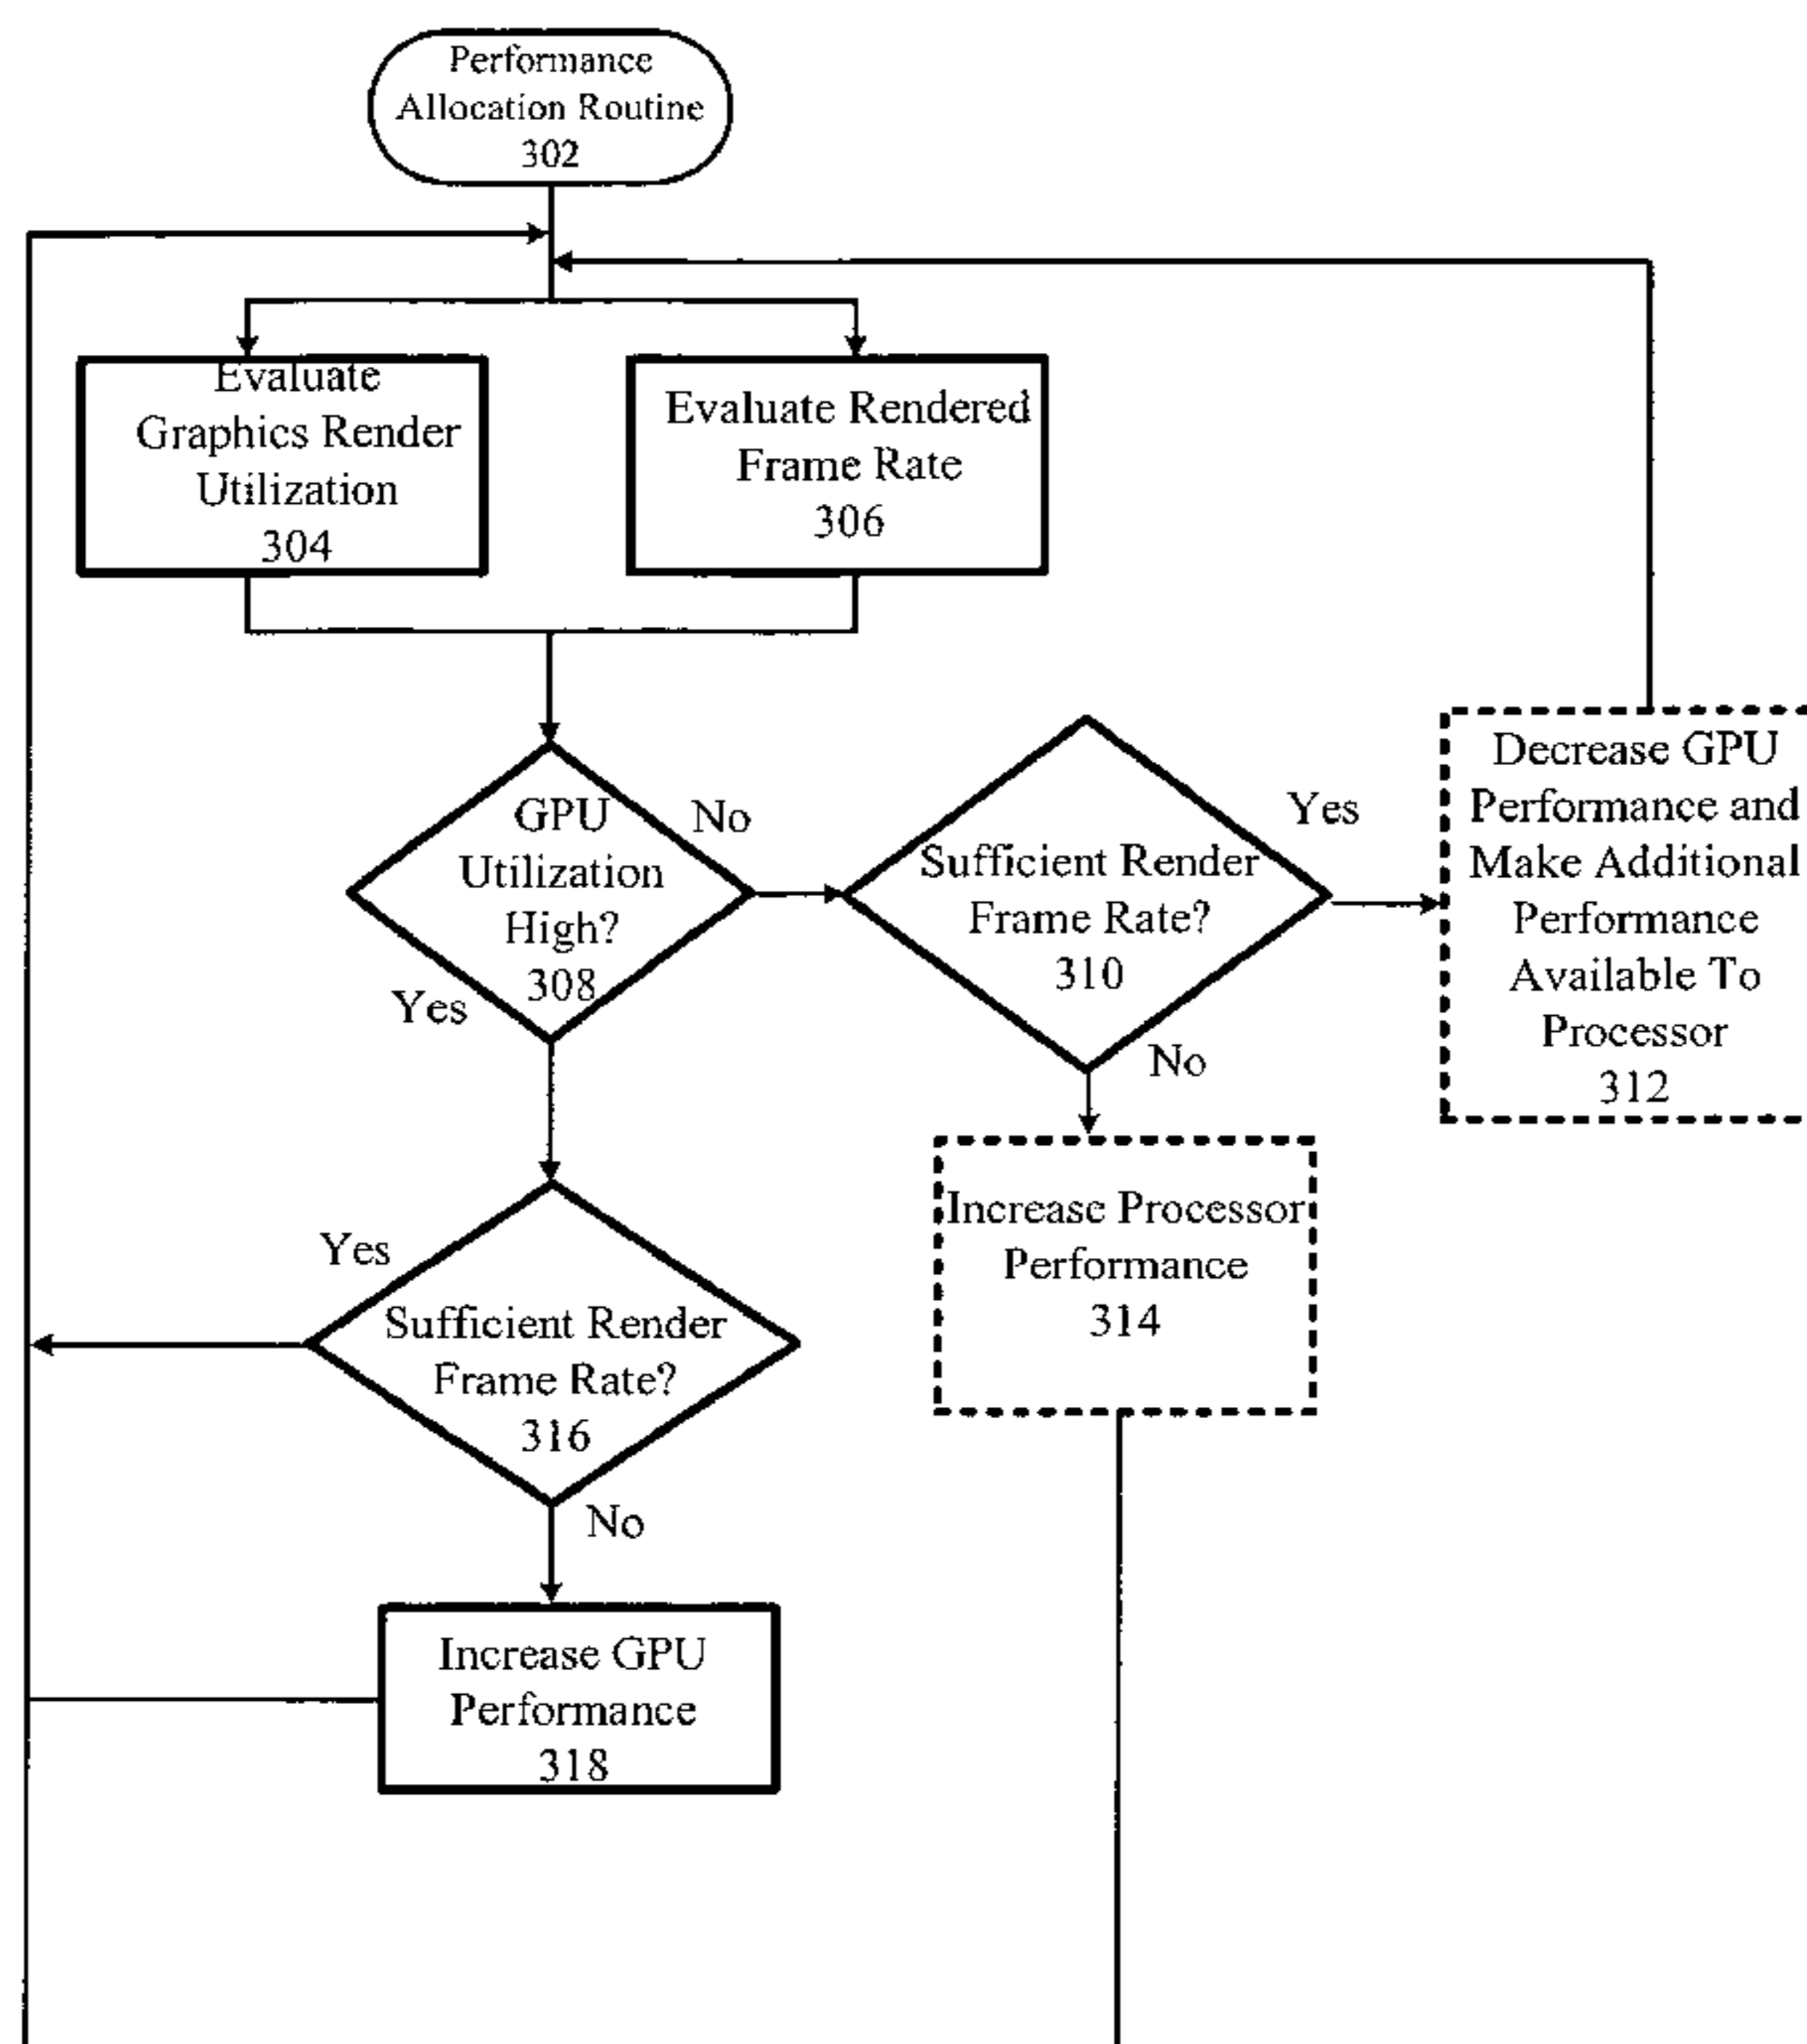 Performance
Allocation Routine
302
Evaluate
Graphics Render
Utilization
304
Evaluate Rendered
Frame Rate
306
GPU
Utilization
High?
308
No
Yes
Sufficient Render
Frame Rate?
310
Yes
No
Decrease GPU
Performance and
Make Additional
Performance
Available To
Processor
312
Increase Processor
Performance
314
Yes
Sufficient Render
Frame Rate?
316
No
Increase GPU
Performance
318